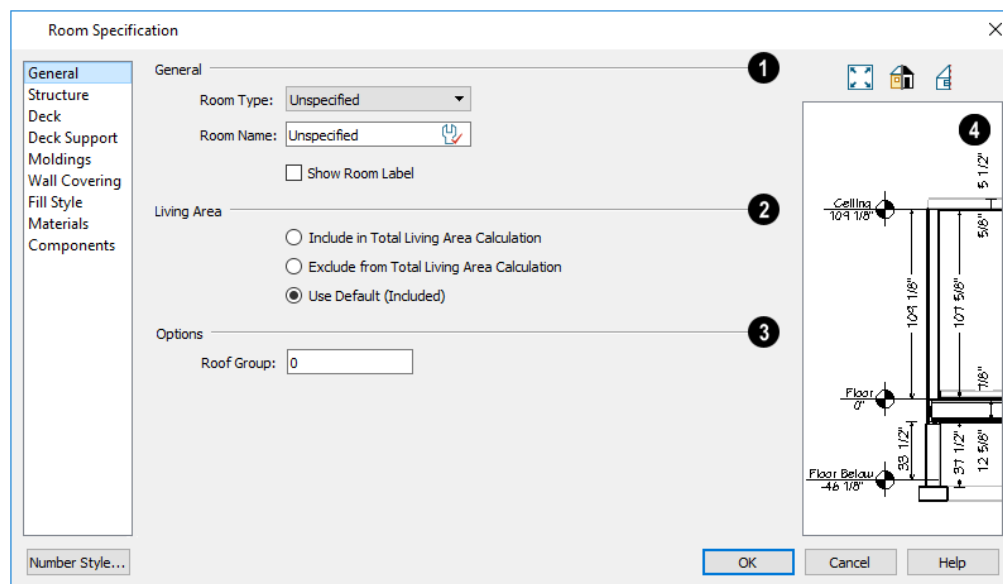 Room Specification
General
Structure
Deck
Deck Support
Moldings
Wall Covering
Fill Style
Materials
Components
General
1
Room Type: Unspecified
Room Name: Unspecified
Show Room Label
Living Area
2
Include in Total Living Area Calculation
Exclude from Total Living Area Calculation
Use Default (Included)
Options
3
Roof Group: 0
4
5 1/2"
Ceiling
109 1/8"
5/8"
109 1/8"
107 5/8"
7/8"
Floor
0"
33 1/2"
37 1/2"
12 5/8"
Floor Below
-46 1/8"
Number Style...
OK
Cancel
Help